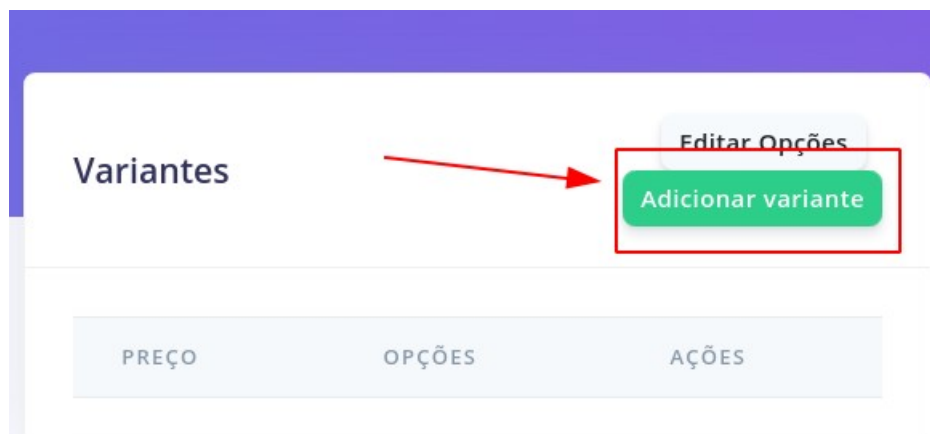 Variantes
Editar Opções
Adicionar variante
PREÇO OPÇÕES AÇÕES